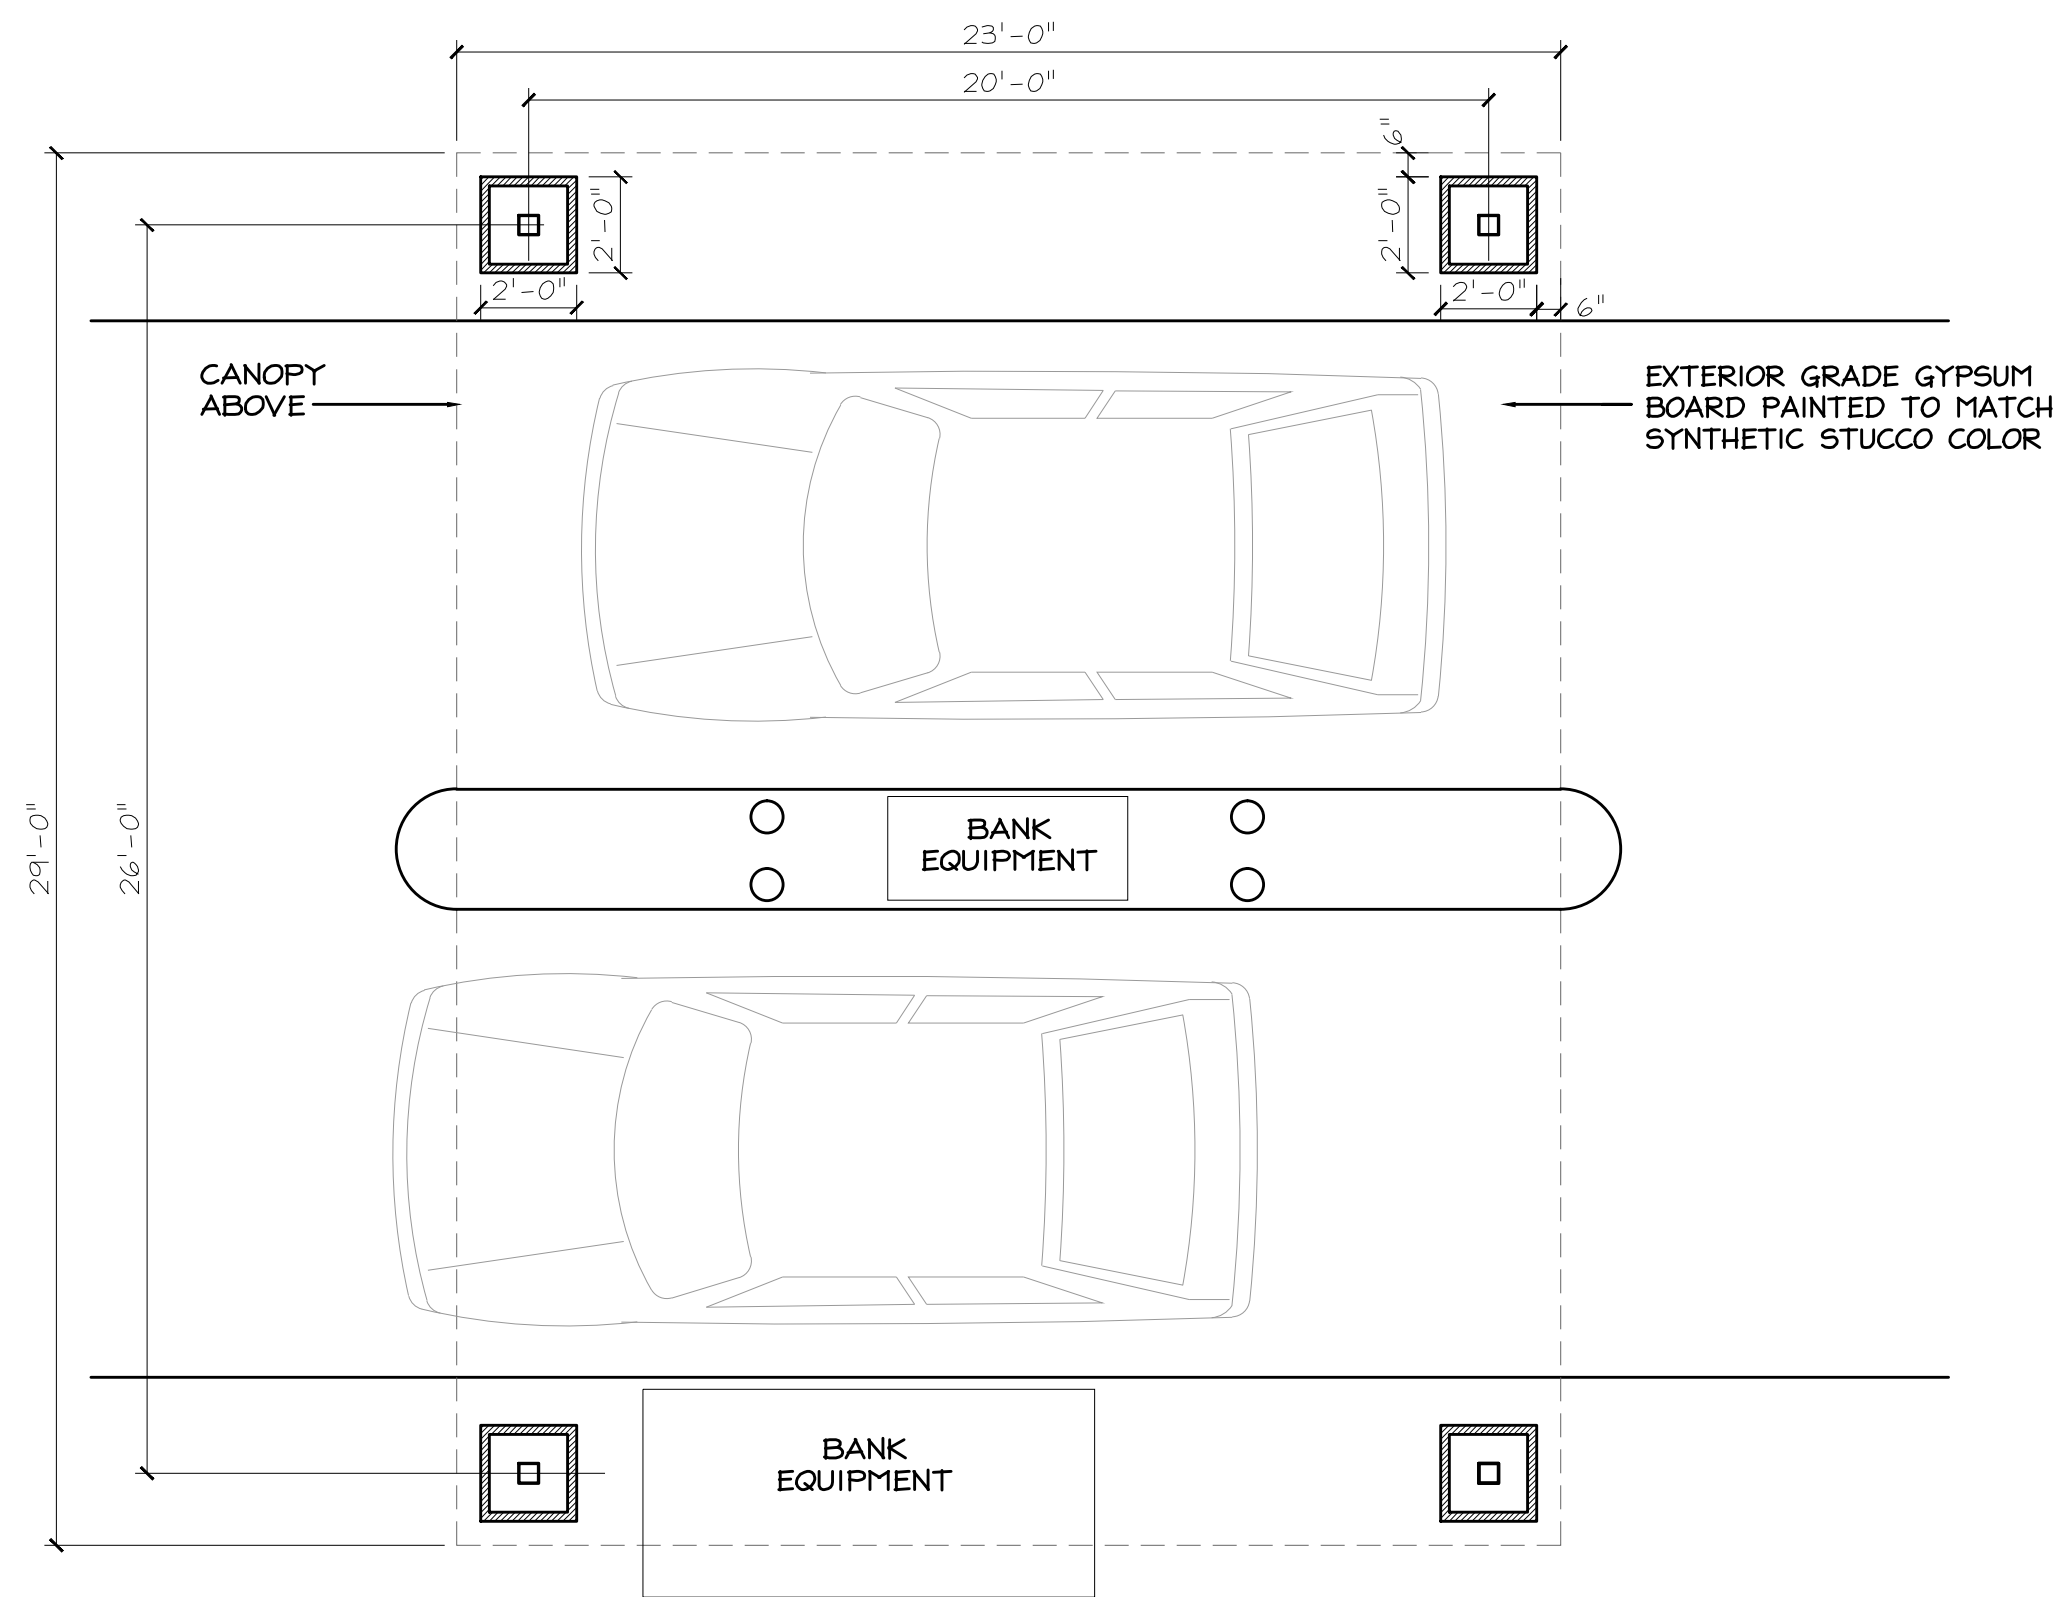 23'-0"
20'-0"
6"
2'-0"
2'-0"
2'-0"
2'-0"
6"
CANOPY
ABOVE
EXTERIOR GRADE GYPSUM
BOARD PAINTED TO MATCH
SYNTHETIC STUCCO COLOR
29'-0"
26'-0"
BANK
EQUIPMENT
BANK
EQUIPMENT